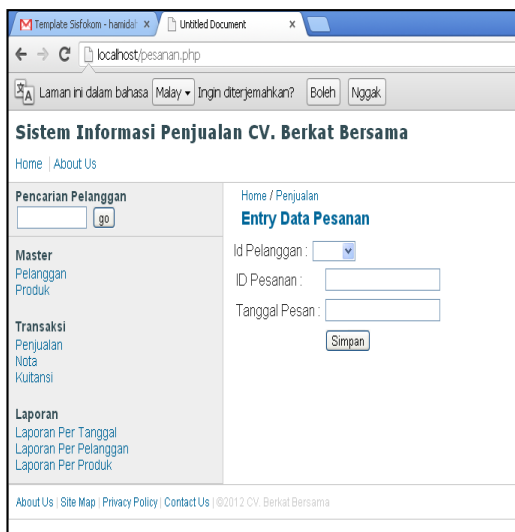 Template Sisfokom - hamidah × Untitled Document ×
localhost/pesanan.php
Laman ini dalam bahasa Malay Ingin diterjemahkan? Boleh Nggak
Sistem Informasi Penjualan CV. Berkat Bersama
Home | About Us
Pencarian Pelanggan
go
Master
Pelanggan
Produk
Transaksi
Penjualan
Nota
Kuitansi
Laporan
Laporan Per Tanggal
Laporan Per Pelanggan
Laporan Per Produk
Home / Penjualan
Entry Data Pesanan
Id Pelanggan :
ID Pesanan :
Tanggal Pesan :
Simpan
About Us | Site Map | Privacy Policy | Contact Us | ©2012 CV. Berkat Bersama